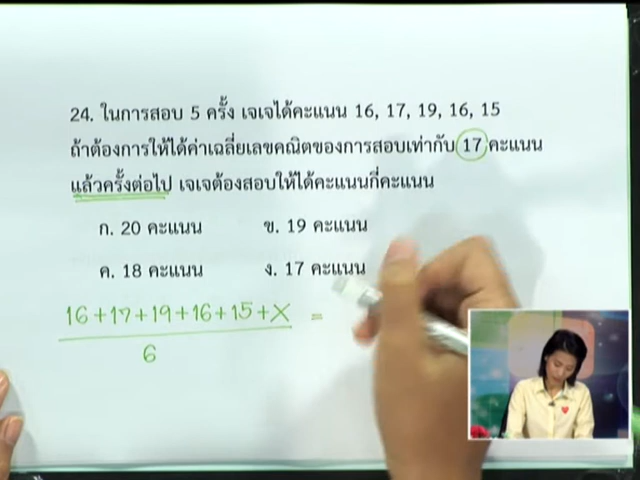 24. ในการสอบ 5 ครั้ง เจเจได้คะแนน 16, 17, 19, 16, 15
ถ้าต้องการให้ได้ค่าเฉลี่ยเลขคณิตของการสอบเท่ากับ 17 คะแนน
แล้วครั้งต่อไป เจเจต้องสอบให้ได้คะแนนกี่คะแนน
ก. 20 คะแนน ข. 19 คะแนน
ค. 18 คะแนน ง. 17 คะแนน
16+17+19+16+15+X =
6